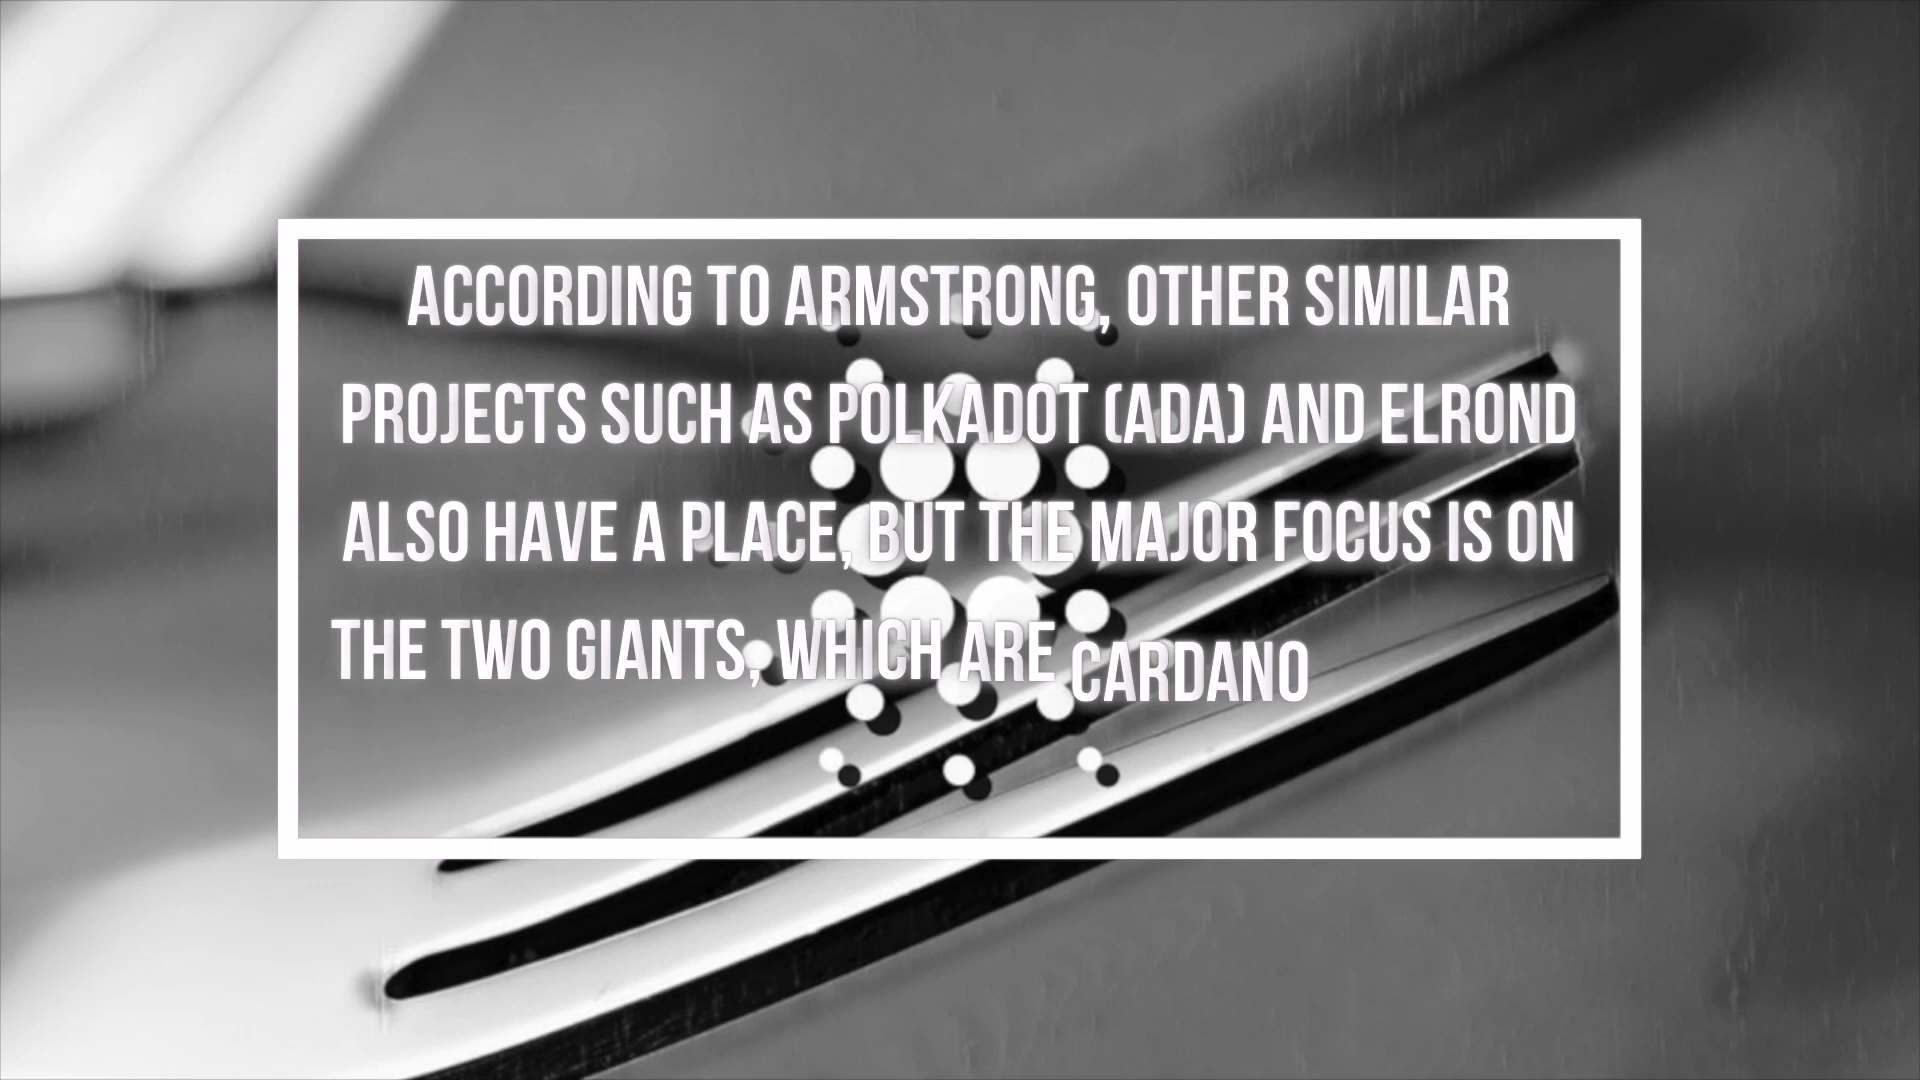 ACCORDING TO ARMSTRONG, OTHER SIMILAR
PROJECTS SUCH AS POLKADOT (ADA) AND ELROND
ALSO HAVE A PLACE, BUT THE MAJOR FOCUS IS ON
THE TWO GIANTS, WHICH ARE CARDANO